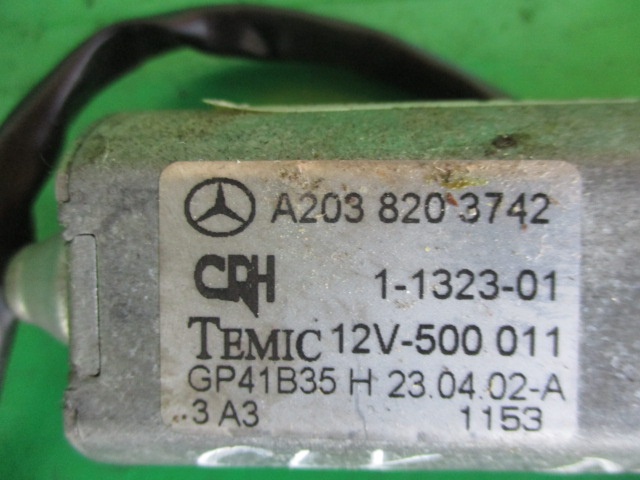 A203 820 3742
CRH 1-1323-01
TEMIC 12V-500 011
GP41B35 H 23.04.02-A
3 A3 1153